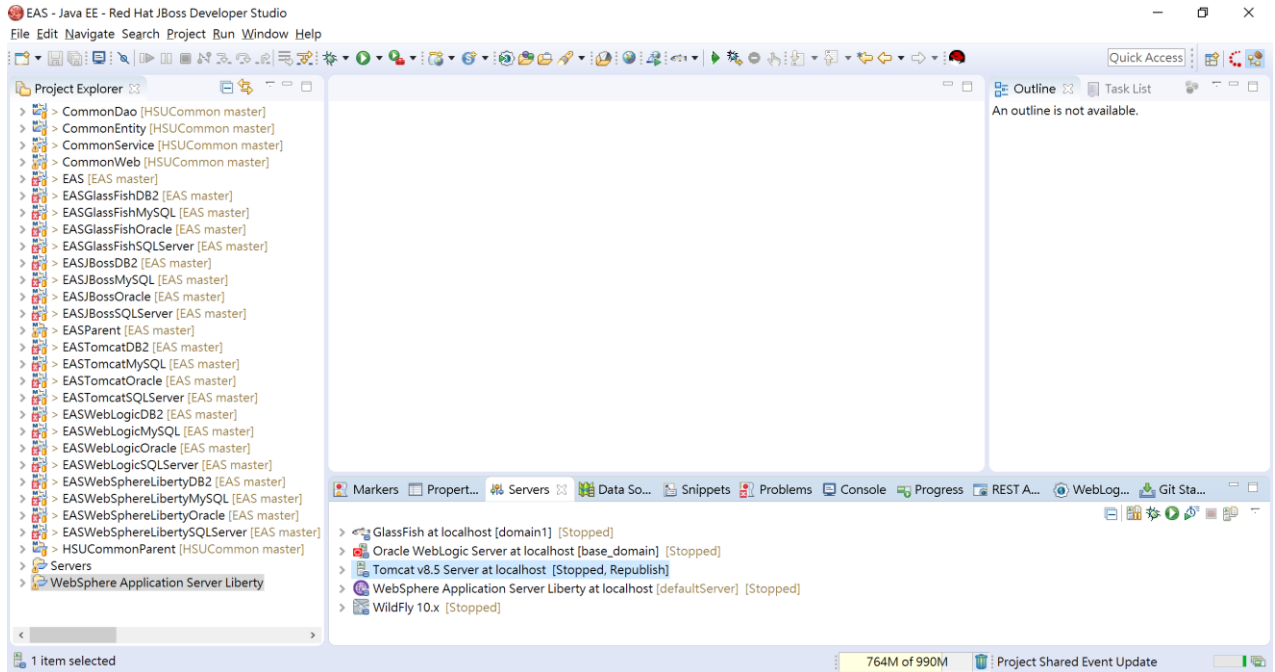 EAS - Java EE - Red Hat JBoss Developer Studio
File Edit Navigate Search Project Run Window Help
Quick Access
Project Explorer
> CommonDao [HSUCommon master]
> CommonEntity [HSUCommon master]
> CommonService [HSUCommon master]
> CommonWeb [HSUCommon master]
> EAS [EAS master]
> EASGlassFishDB2 [EAS master]
> EASGlassFishMySQL [EAS master]
> EASGlassFishOracle [EAS master]
> EASGlassFishSQLServer [EAS master]
> EASJBossDB2 [EAS master]
> EASJBossMySQL [EAS master]
> EASJBossOracle [EAS master]
> EASJBossSQLServer [EAS master]
> EASParent [EAS master]
> EASTomcatDB2 [EAS master]
> EASTomcatMySQL [EAS master]
> EASTomcatOracle [EAS master]
> EASTomcatSQLServer [EAS master]
> EASWebLogicDB2 [EAS master]
> EASWebLogicMySQL [EAS master]
> EASWebLogicOracle [EAS master]
> EASWebLogicSQLServer [EAS master]
> EASWebSphereLibertyDB2 [EAS master]
> EASWebSphereLibertyMySQL [EAS master]
> EASWebSphereLibertyOracle [EAS master]
> EASWebSphereLibertySQLServer [EAS master]
> HSUCommonParent [HSUCommon master]
Servers
WebSphere Application Server Liberty
Outline Task List
An outline is not available.
Markers Propert... Servers Data So... Snippets Problems Console Progress REST A... WebLog... Git Sta...
GlassFish at localhost [domain1] [Stopped]
Oracle WebLogic Server at localhost [base_domain] [Stopped]
Tomcat v8.5 Server at localhost [Stopped, Republish]
WebSphere Application Server Liberty at localhost [defaultServer] [Stopped]
WildFly 10.x [Stopped]
1 item selected
764M of 990M
Project Shared Event Update